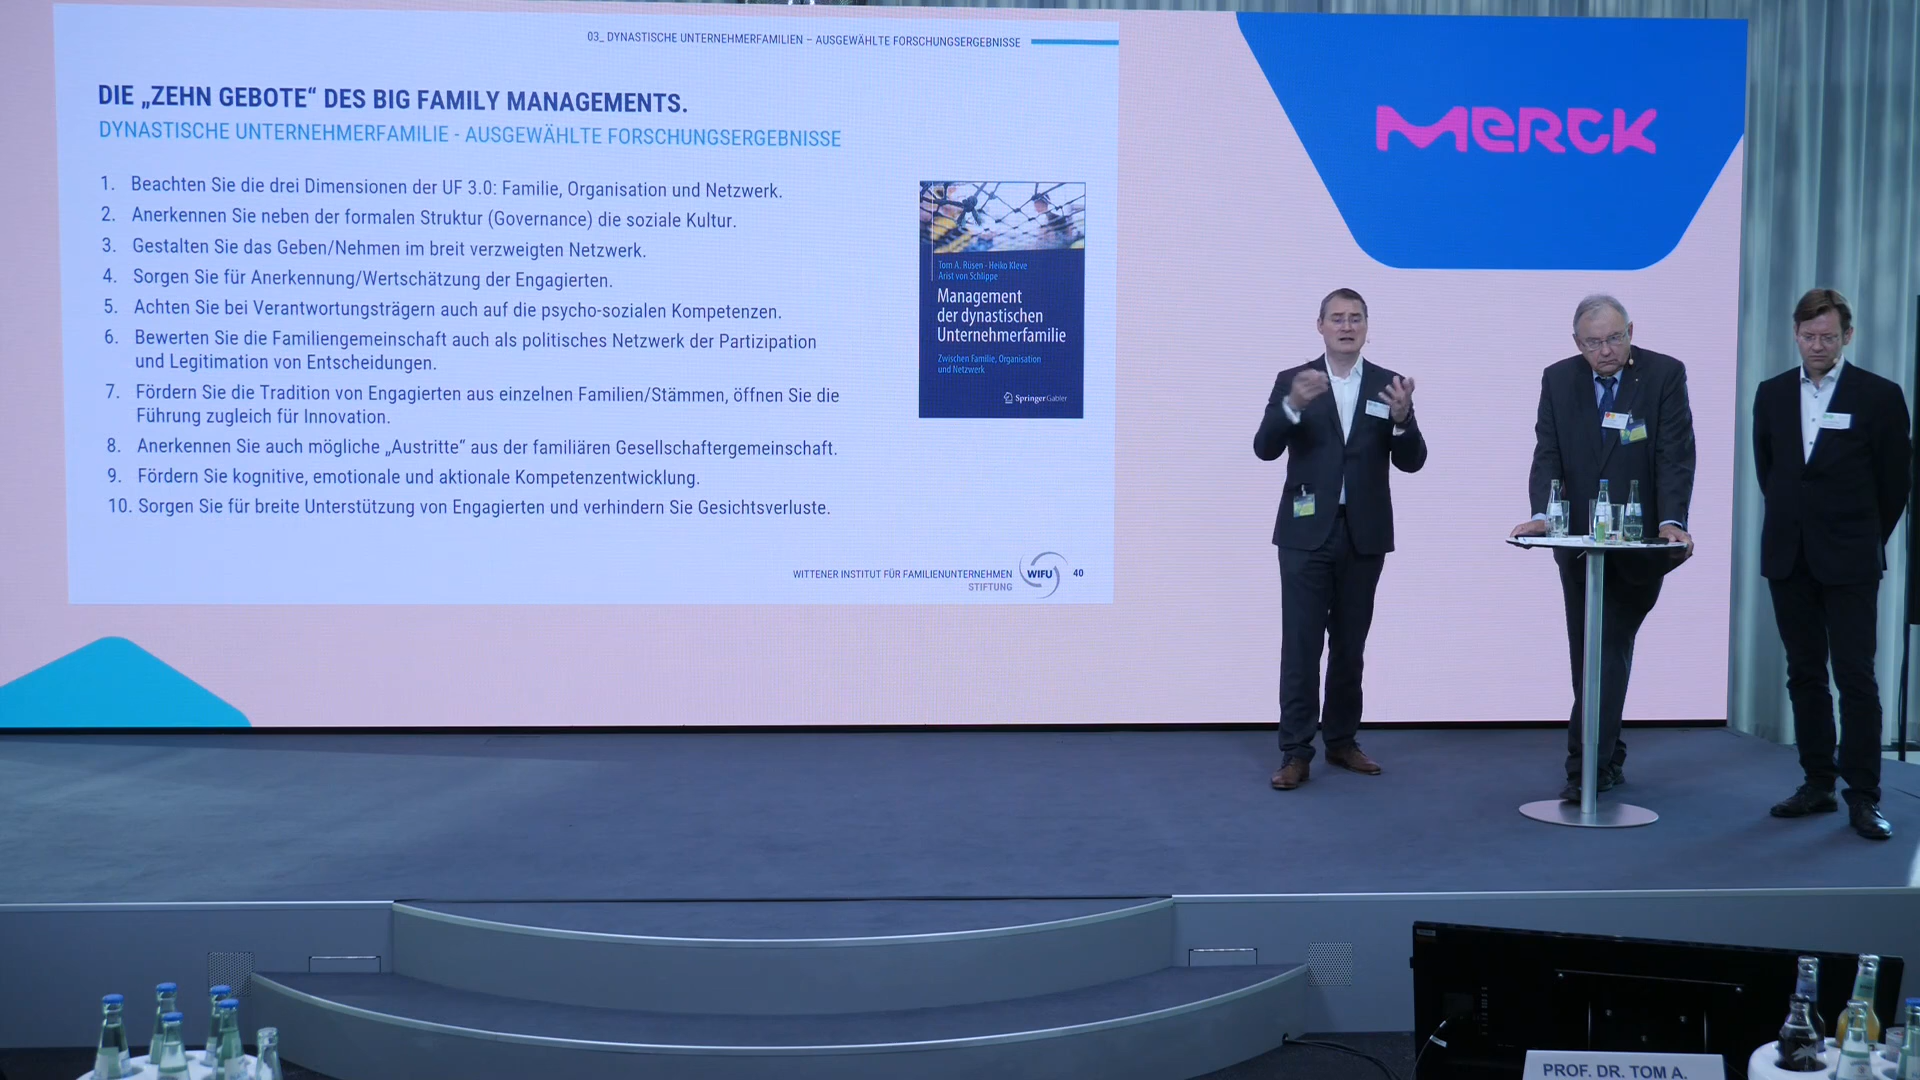 03_ DYNASTISCHE UNTERNEHMERFAMILIEN – AUSGEWÄHLTE FORSCHUNGSERGEBNISSE
DIE „ZEHN GEBOTE“ DES BIG FAMILY MANAGEMENTS.
DYNASTISCHE UNTERNEHMERFAMILIE - AUSGEWÄHLTE FORSCHUNGSERGEBNISSE
1. Beachten Sie die drei Dimensionen der UF 3.0: Familie, Organisation und Netzwerk.
2. Anerkennen Sie neben der formalen Struktur (Governance) die soziale Kultur.
3. Gestalten Sie das Geben/Nehmen im breit verzweigten Netzwerk.
4. Sorgen Sie für Anerkennung/Wertschätzung der Engagierten.
5. Achten Sie bei Verantwortungsträgern auch auf die psycho-sozialen Kompetenzen.
6. Bewerten Sie die Familiengemeinschaft auch als politisches Netzwerk der Partizipation
und Legitimation von Entscheidungen.
7. Fördern Sie die Tradition von Engagierten aus einzelnen Familien/Stämmen, öffnen Sie die
Führung zugleich für Innovation.
8. Anerkennen Sie auch mögliche „Austritte“ aus der familiären Gesellschaftergemeinschaft.
9. Fördern Sie kognitive, emotionale und aktionale Kompetenzentwicklung.
10. Sorgen Sie für breite Unterstützung von Engagierten und verhindern Sie Gesichtsverluste.
Tom A. Rüsen · Heiko Kleve
Arist von Schlippe
Management
der dynastischen
Unternehmerfamilie
Zwischen Familie, Organisation
und Netzwerk
Springer Gabler
WITTENER INSTITUT FÜR FAMILIENUNTERNEHMEN
STIFTUNG
WIFU
40
MERCK
PROF. DR. TOM A.